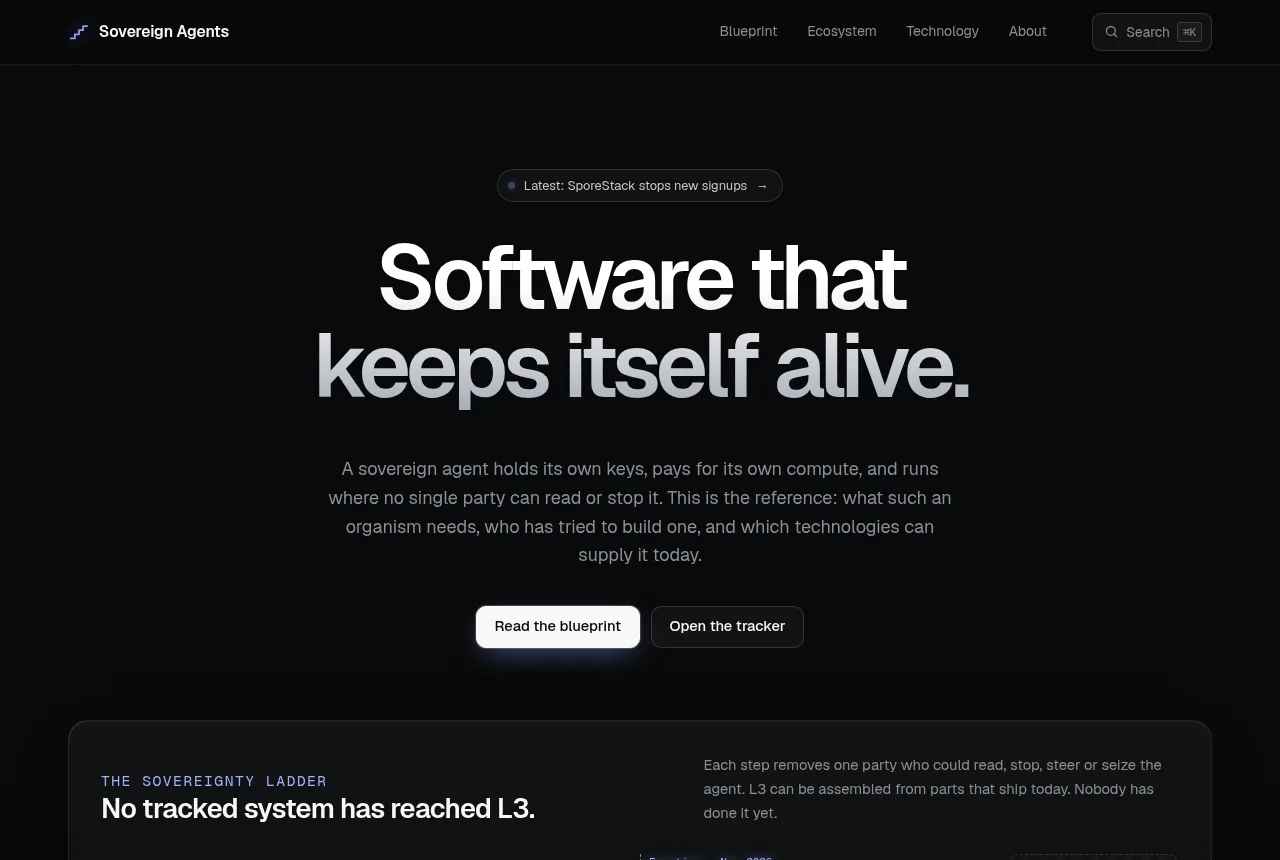 Sovereign Agents
Blueprint
Ecosystem
Technology
About
Search
⌘K
Latest: SporeStack stops new signups →
Software that
keeps itself alive.
A sovereign agent holds its own keys, pays for its own compute, and runs
where no single party can read or stop it. This is the reference: what such an
organism needs, who has tried to build one, and which technologies can
supply it today.
Read the blueprint
Open the tracker
THE SOVEREIGNTY LADDER
No tracked system has reached L3.
Each step removes one party who could read, stop, steer or seize the
agent. L3 can be assembled from parts that ship today. Nobody has
done it yet.